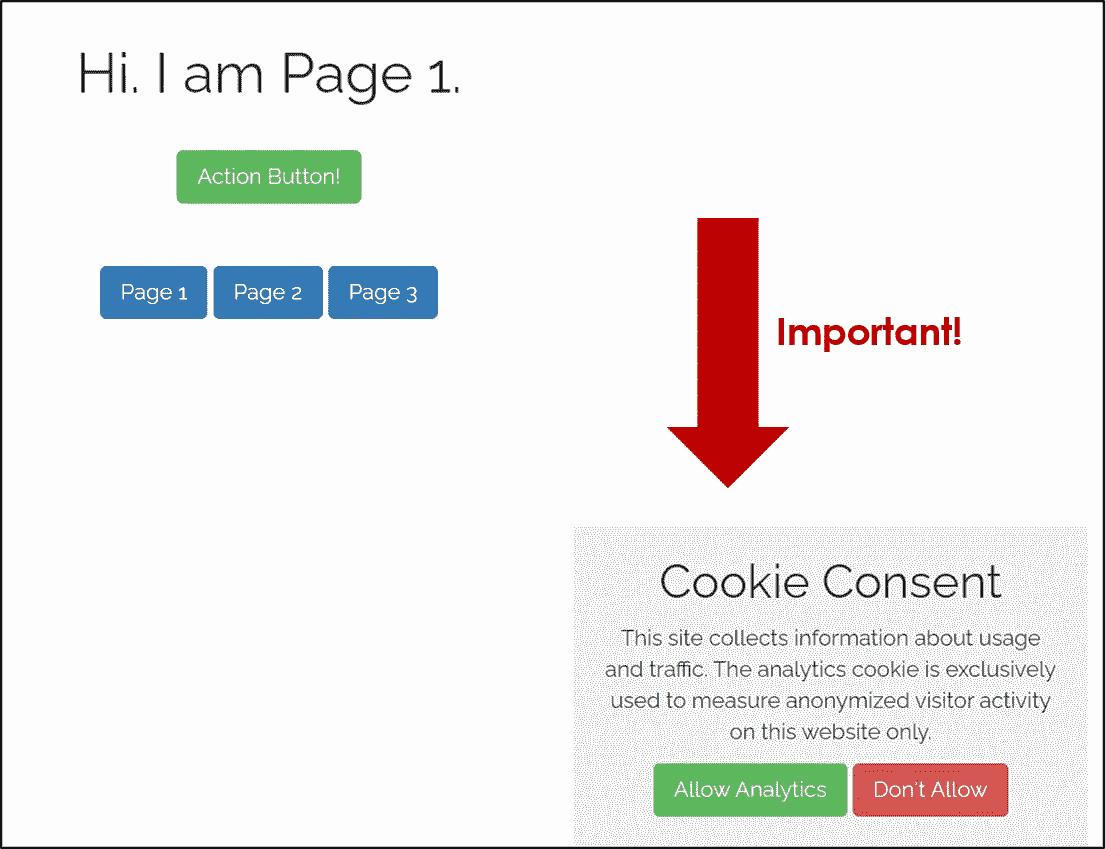 Hi. I am Page 1.
Action Button!
Page 1 Page 2 Page 3
Important!
Cookie Consent
This site collects information about usage
and traffic. The analytics cookie is exclusively
used to measure anonymized visitor activity
on this website only.
Allow Analytics Don't Allow